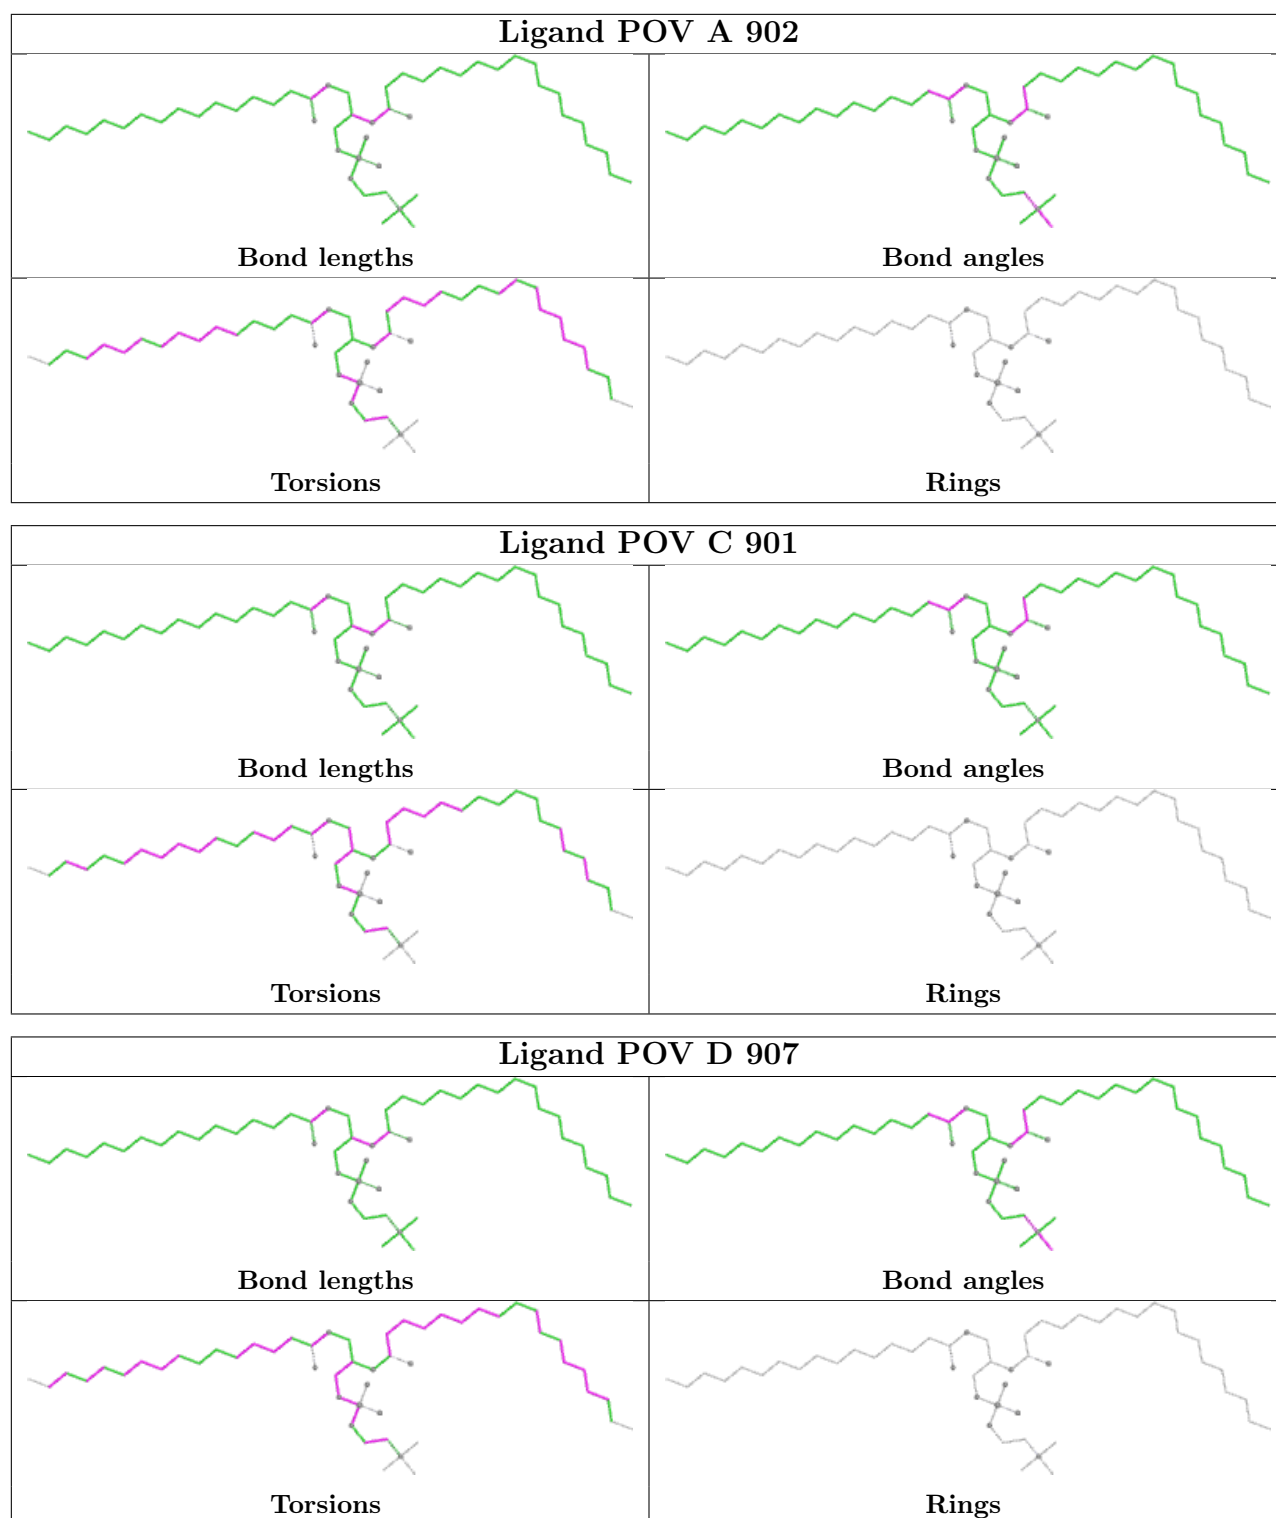 Ligand POV A 902
Bond lengths
Bond angles
Torsions
Rings
Ligand POV C 901
Bond lengths
Bond angles
Torsions
Rings
Ligand POV D 907
Bond lengths
Bond angles
Torsions
Rings